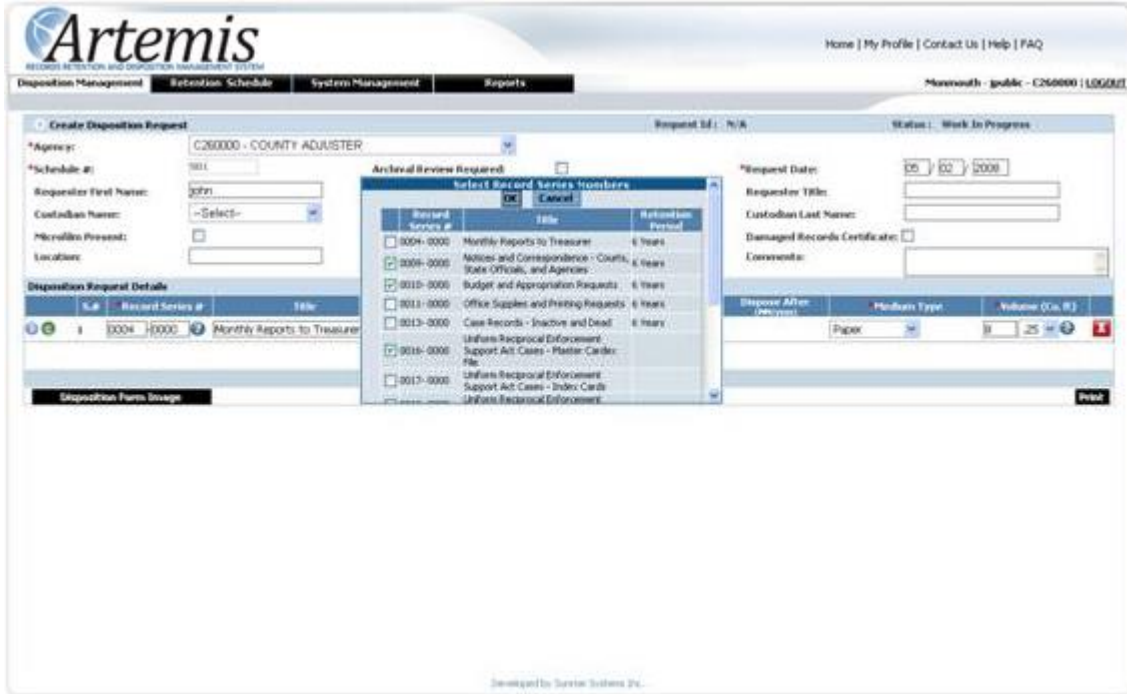 Artemis
RECORDS RETENTION AND DISPOSITION MANAGEMENT SYSTEM
Home | My Profile | Contact Us | Help | FAQ
Disposition Management Retention Schedule System Management Reports Monmouth - jpublic - C260000 | LOGOUT
Create Disposition Request Request Id : N/A Status : Work In Progress
*Agency: C260000 - COUNTY ADJUSTER
*Schedule #: Archival Review Required: *Request Date: 05 / 02 / 2008
Requester First Name: john Requester Title:
Custodian Name: --Select-- Custodian Last Name:
Microfilm Present: Damaged Records Certificate:
Location: Comments:
Select Record Series Numbers
OK Cancel
Record Series # Title Retention Period
0004- 0000 Monthly Reports to Treasurer 6 Years
0009- 0000 Notices and Correspondence - Courts, State Officials, and Agencies 6 Years
0010- 0000 Budget and Appropriation Requests 6 Years
0011- 0000 Office Supplies and Printing Requests 6 Years
0013- 0000 Case Records - Inactive and Dead 6 Years
0016- 0000 Uniform Reciprocal Enforcement Support Act Cases - Master Cardex File
0017- 0000 Uniform Reciprocal Enforcement Support Act Cases - Index Cards
Uniform Reciprocal Enforcement
Disposition Request Details
S.# *Record Series # Title Dispose After *Medium Type *Volume (Cu. ft.)
1 0004 -0000 Monthly Reports to Treasurer Paper .25 X
Disposition Form Image Print
Developed by Sunrise Systems Inc.